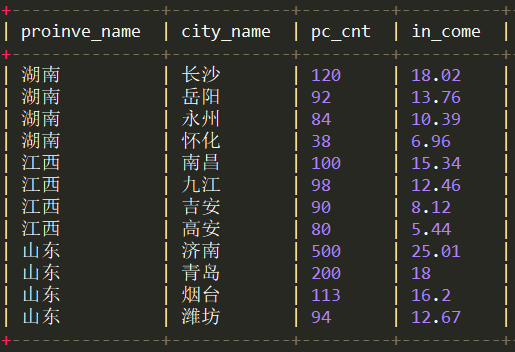 proinve_name | city_name | pc_cnt | in_come
湖南 | 长沙 | 120 | 18.02
湖南 | 岳阳 | 92 | 13.76
湖南 | 永州 | 84 | 10.39
湖南 | 怀化 | 38 | 6.96
江西 | 南昌 | 100 | 15.34
江西 | 九江 | 98 | 12.46
江西 | 吉安 | 90 | 8.12
江西 | 高安 | 80 | 5.44
山东 | 济南 | 500 | 25.01
山东 | 青岛 | 200 | 18
山东 | 烟台 | 113 | 16.2
山东 | 潍坊 | 94 | 12.67